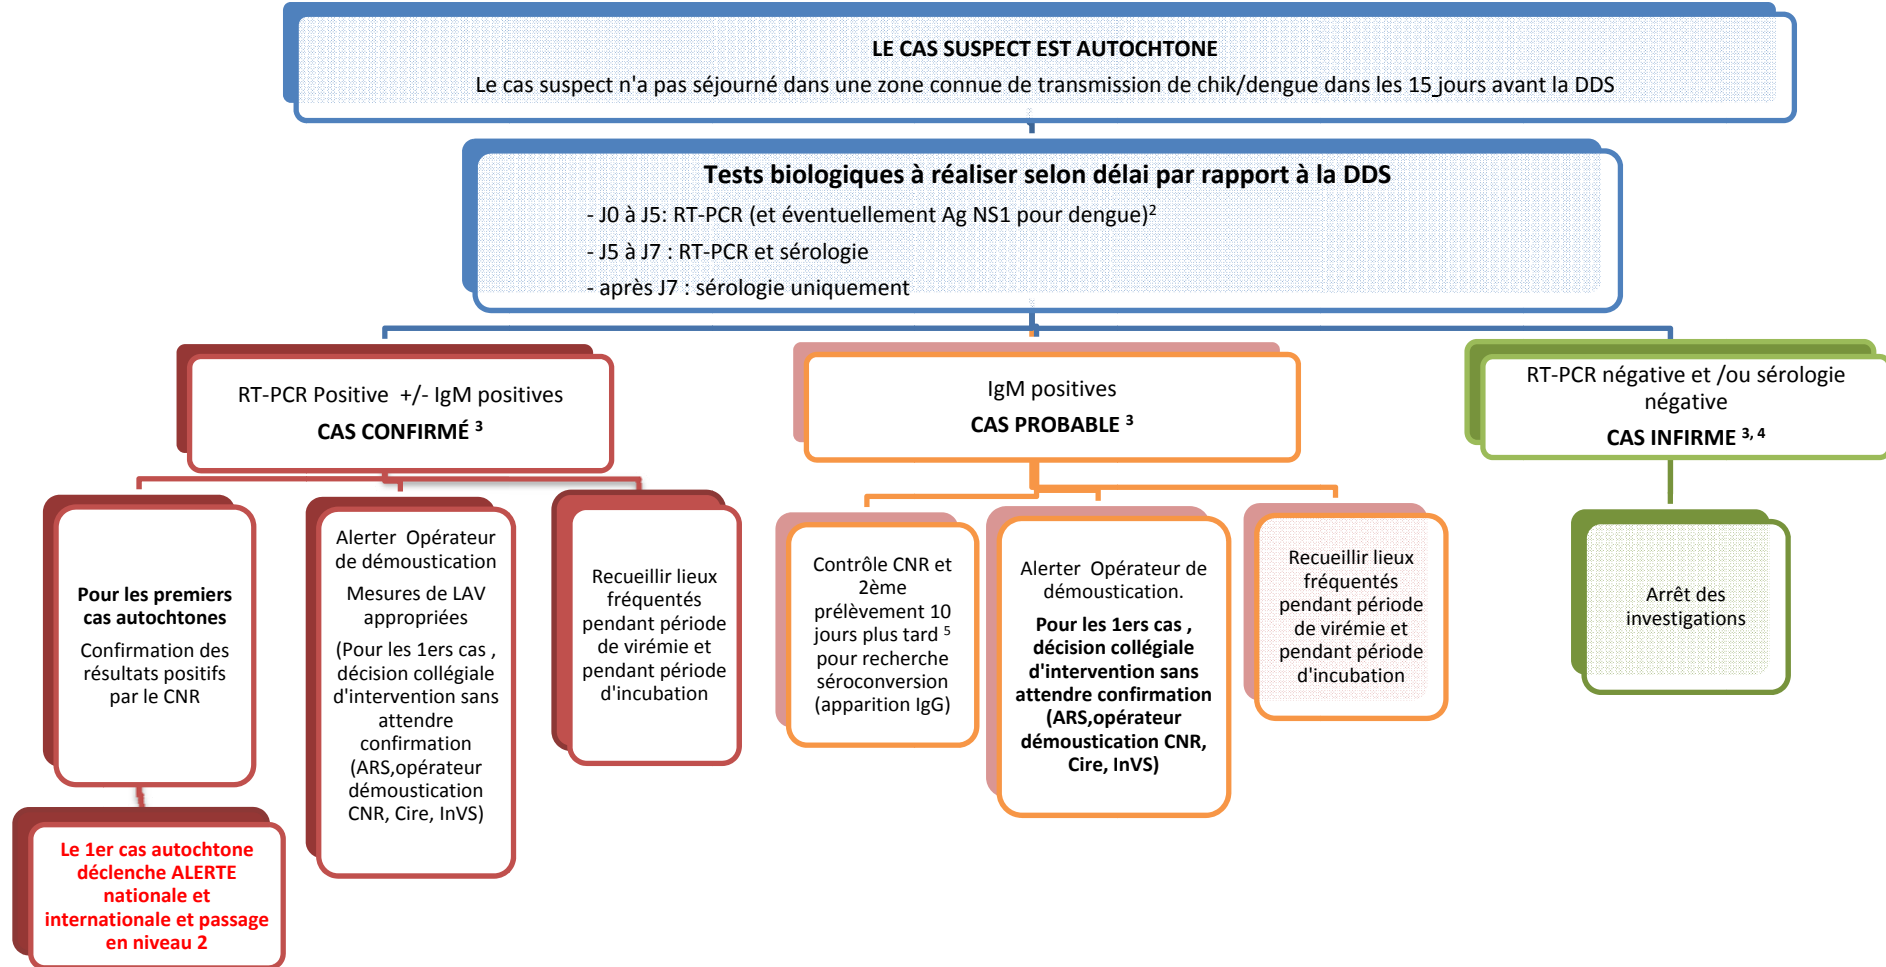 LE CAS SUSPECT EST AUTOCHTONE
Le cas suspect n'a pas séjourné dans une zone connue de transmission de chik/dengue dans les 15 jours avant la DDS
Tests biologiques à réaliser selon délai par rapport à la DDS
- J0 à J5: RT-PCR (et éventuellement Ag NS1 pour dengue)²
- J5 à J7 : RT-PCR et sérologie
- après J7 : sérologie uniquement
RT-PCR Positive +/- IgM positives
CAS CONFIRMÉ ³
IgM positives
CAS PROBABLE ³
RT-PCR négative et /ou sérologie
négative
CAS INFIRME ³, ⁴
Pour les premiers
cas autochtones
Confirmation des
résultats positifs
par le CNR
Le 1er cas autochtone
déclenche ALERTE
nationale et
internationale et passage
en niveau 2
Alerter Opérateur
de démoustication
Mesures de LAV
appropriées
(Pour les 1ers cas ,
décision collégiale
d'intervention sans
attendre
confirmation
(ARS,opérateur
démoustication
CNR, Cire, InVS)
Recueillir lieux
fréquentés
pendant période
de virémie et
pendant période
d'incubation
Contrôle CNR et
2ème
prélèvement 10
jours plus tard ⁵
pour recherche
séroconversion
(apparition IgG)
Alerter Opérateur de
démoustication.
Pour les 1ers cas ,
décision collégiale
d'intervention sans
attendre confirmation
(ARS,opérateur
démoustication CNR,
Cire, InVS)
Recueillir lieux
fréquentés
pendant période
de virémie et
pendant période
d'incubation
Arrêt des
investigations